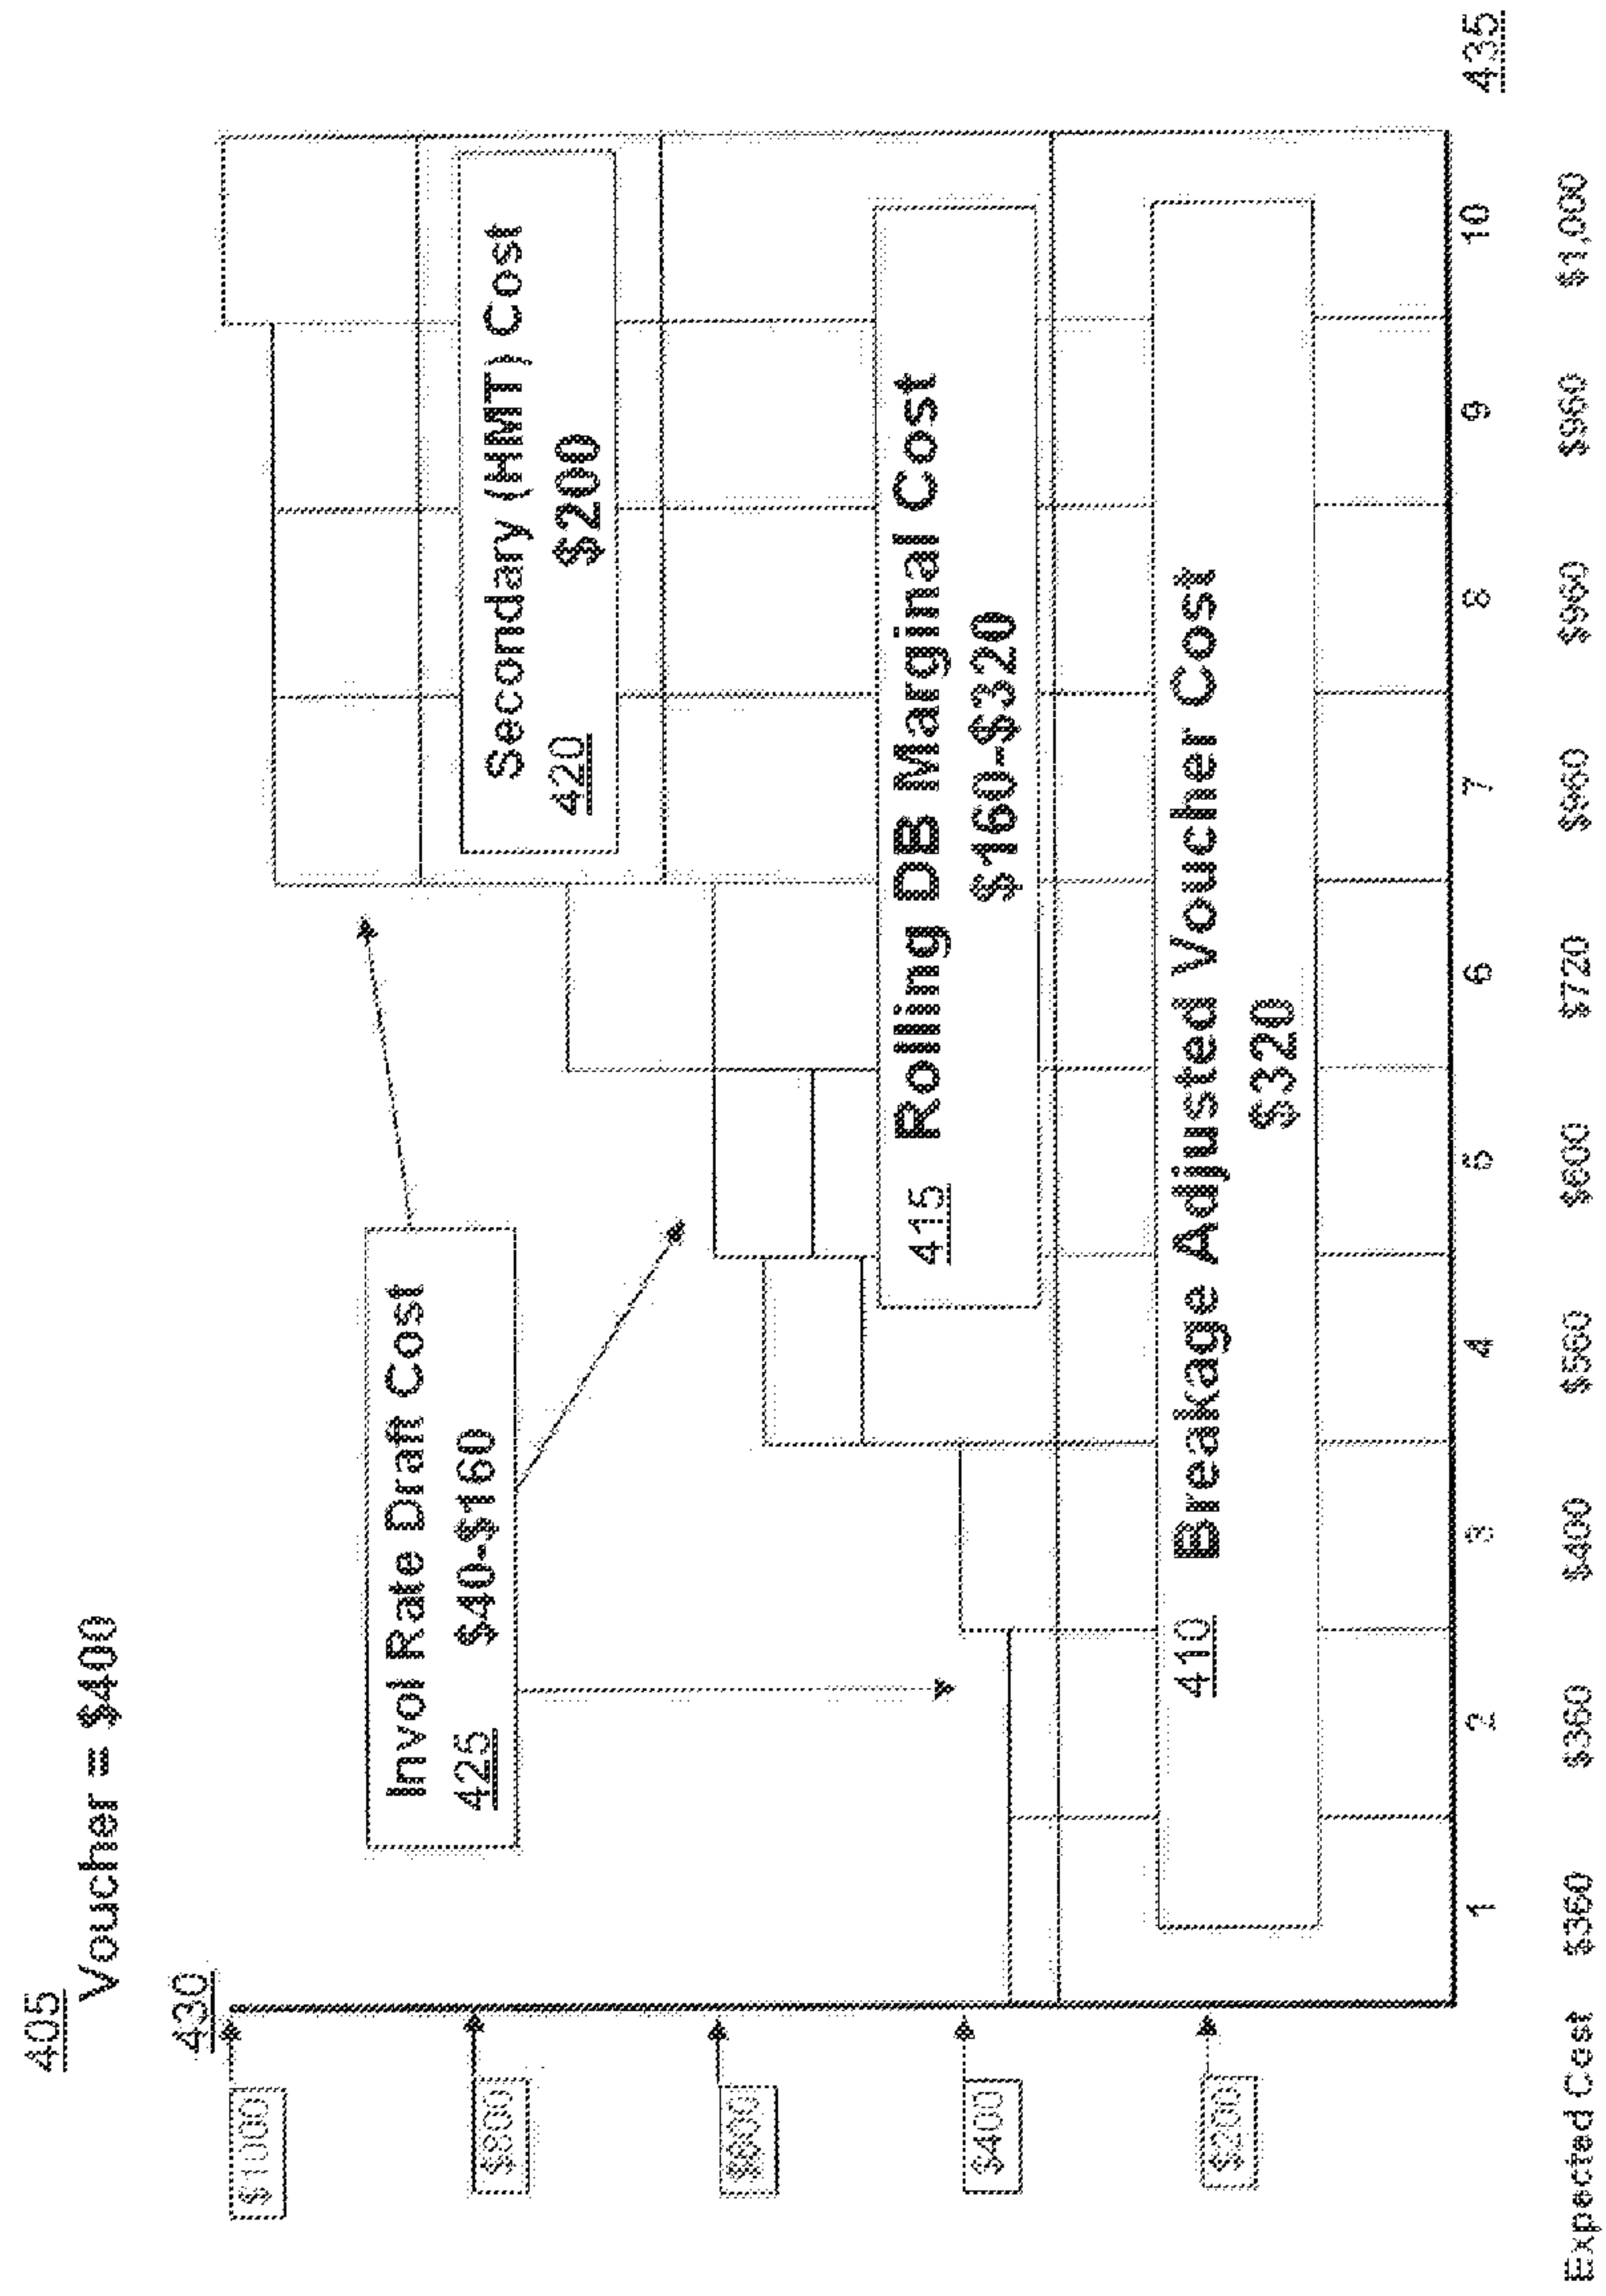 405
Voucher = $400
430
$1000
$800
$600
$400
$200
Invol Rate Draft Cost
425 $40-$160
Secondary (HMT) Cost
420 $200
415 Rolling DB Marginal Cost
$160-$320
410 Breakage Adjusted Voucher Cost
$320
1 2 3 4 5 6 7 8 9 10
435
Expected Cost $360 $360 $400 $560 $600 $720 $960 $960 $960 $1,000